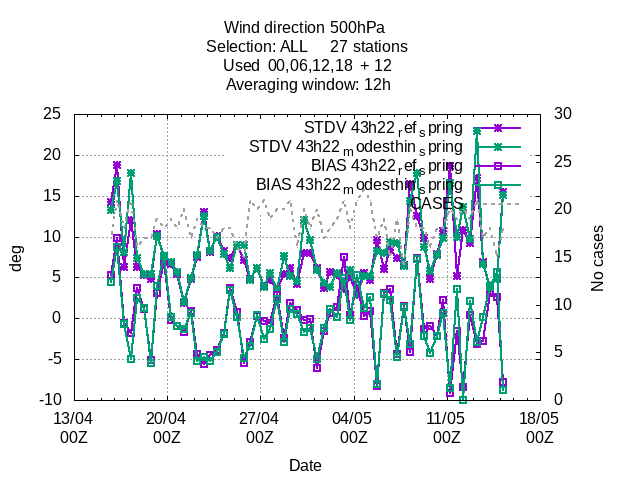 Wind direction 500hPa
Selection: ALL 27 stations
Used 00,06,12,18 + 12
Averaging window: 12h
25
20
15
10
5
0
-5
-10
deg
30
25
20
15
10
5
0
No cases
STDV 43h22_ref_spring
STDV 43h22_modesthin_spring
BIAS 43h22_ref_spring
BIAS 43h22_modesthin_spring
CASES
13/04 20/04 27/04 04/05 11/05 18/05
00Z 00Z 00Z 00Z 00Z 00Z
Date